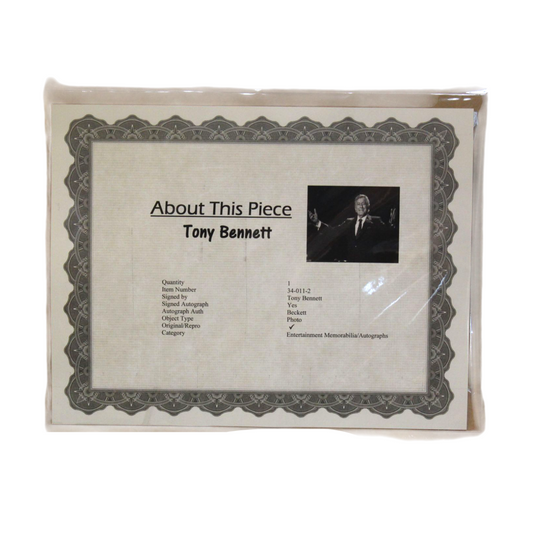 About This Piece
Tony Bennett
Quantity 1
Item Number 34-011-2
Signed by Tony Bennett
Signed Autograph Yes
Autograph Auth Beckett
Object Type Photo
Original/Repro ✓
Category Entertainment Memorabilia/Autographs